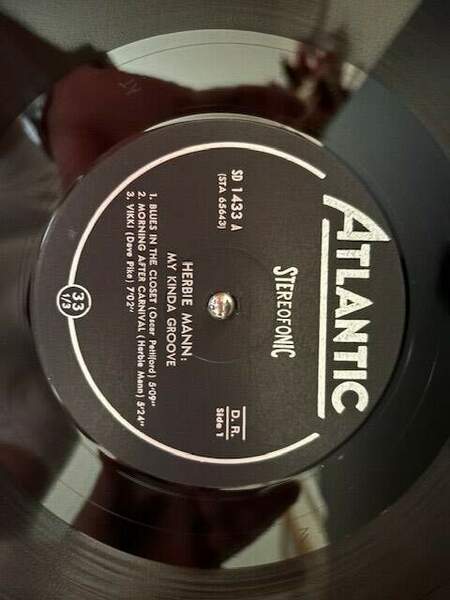 ATLANTIC
STEREOFONIC
SD 1433 A
(STA 65643)
D. R.
Side 1
HERBIE MANN:
MY KINDA GROOVE
1. BLUES IN THE CLOSET (Oscar Pettiford) 5'09"
2. MORNING AFTER CARNIVAL (Herbie Mann) 5'24"
3. VIKKI (Dave Pike) 7'02"
33
1/3